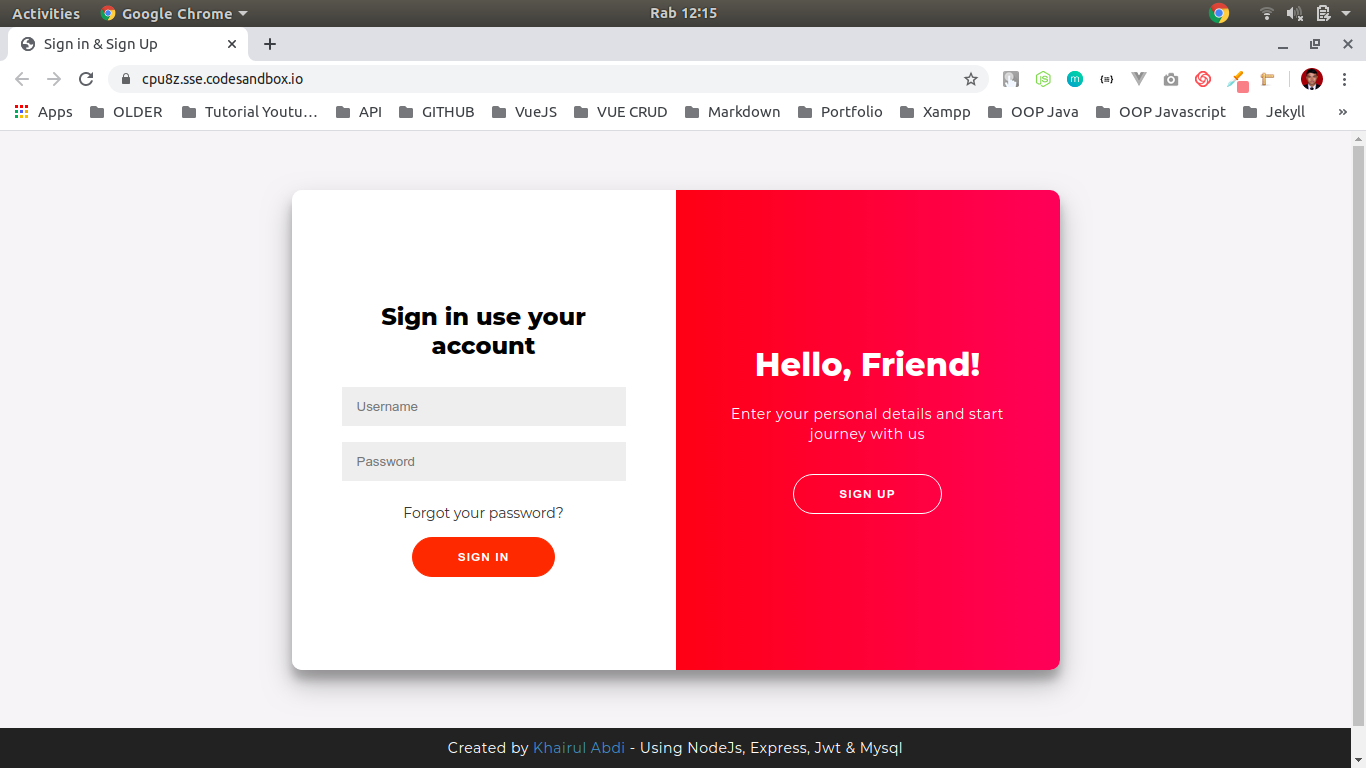 Activities Google Chrome Rab 12:15
Sign in & Sign Up
cpu8z.sse.codesandbox.io
Apps OLDER Tutorial Youtu… API GITHUB VueJS VUE CRUD Markdown Portfolio Xampp OOP Java OOP Javascript Jekyll »
Sign in use your
account
Username
Password
Forgot your password?
SIGN IN
Hello, Friend!
Enter your personal details and start
journey with us
SIGN UP
Created by Khairul Abdi - Using NodeJs, Express, Jwt & Mysql